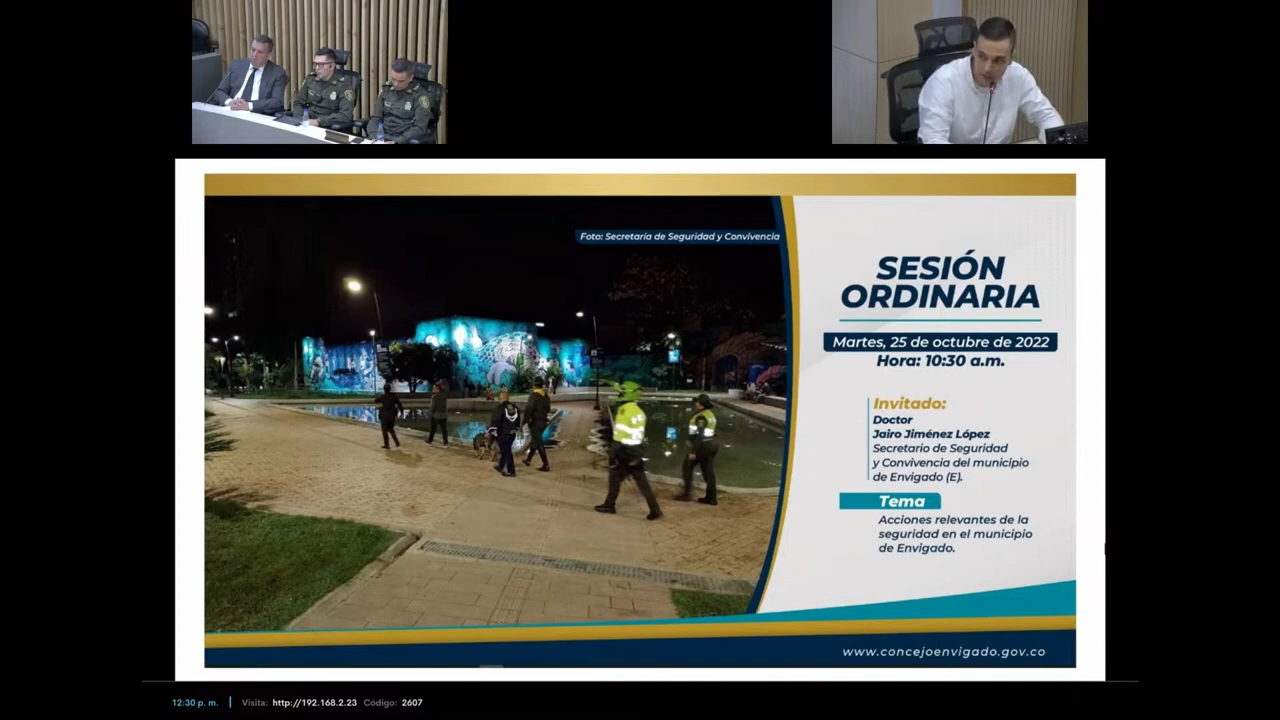 Foto: Secretaría de Seguridad y Convivencia
SESIÓN
ORDINARIA
Martes, 25 de octubre de 2022
Hora: 10:30 a.m.
Invitado:
Doctor
Jairo Jiménez López
Secretario de Seguridad
y Convivencia del municipio
de Envigado (E).
Tema
Acciones relevantes de la
seguridad en el municipio
de Envigado.
www.concejoenvigado.gov.co
12:30 p. m. | Visita: http://192.168.2.23 Código: 2607